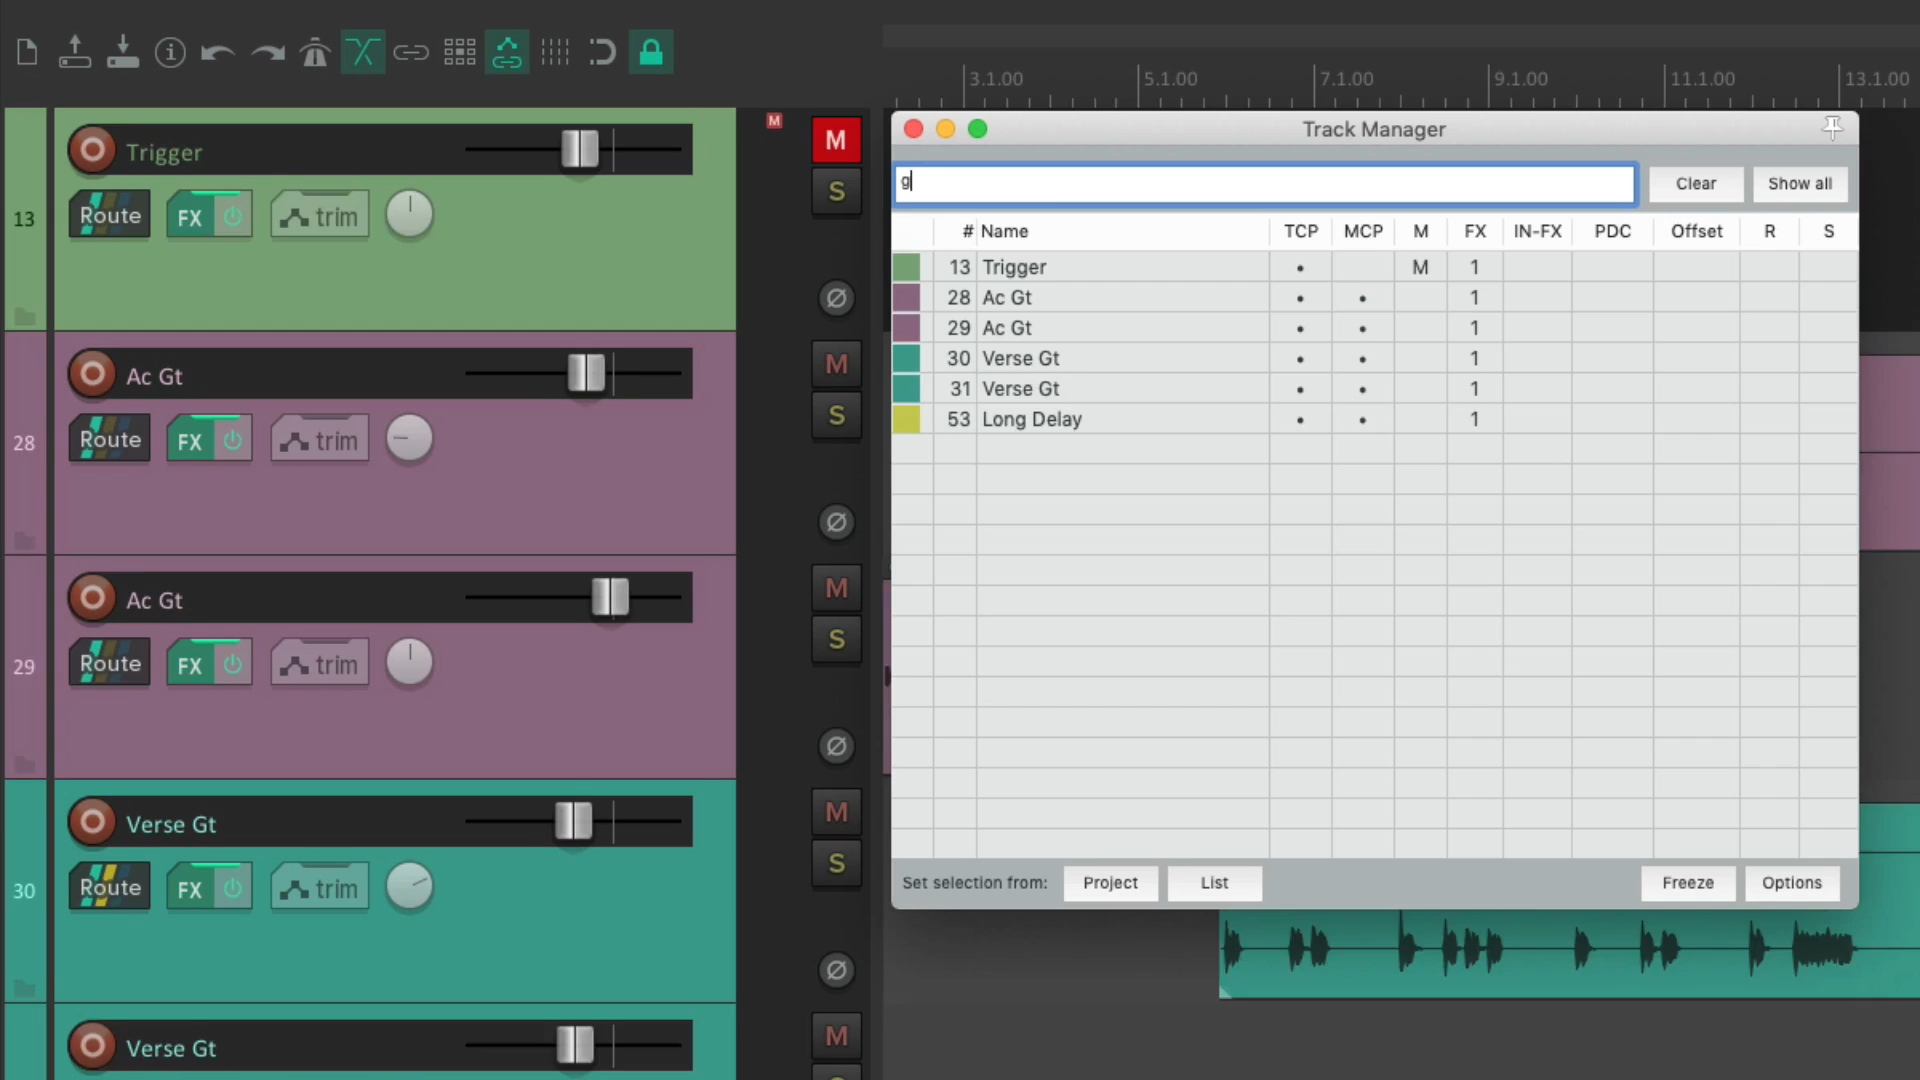 3.1.00 5.1.00 7.1.00 9.1.00 11.1.00 13.1.00
Trigger M M
Route FX trim S
13
Ac Gt M
Route FX trim S
28
Ac Gt M
Route FX trim S
29
Verse Gt M
Route FX trim S
30
Verse Gt M
Track Manager
g Clear Show all
# Name TCP MCP M FX IN-FX PDC Offset R S
13 Trigger • M 1
28 Ac Gt • • 1
29 Ac Gt • • 1
30 Verse Gt • • 1
31 Verse Gt • • 1
53 Long Delay • • 1
Set selection from: Project List Freeze Options